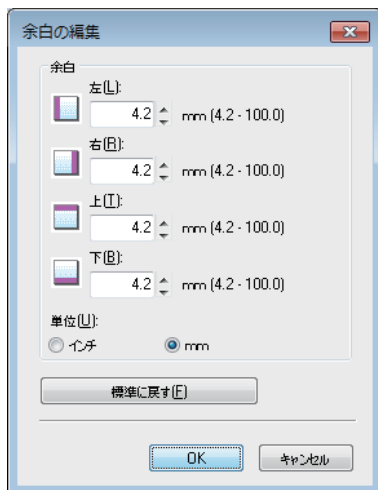 余白の編集
余白
左(L):
4.2 mm (4.2 - 100.0)
右(R):
4.2 mm (4.2 - 100.0)
上(T):
4.2 mm (4.2 - 100.0)
下(B):
4.2 mm (4.2 - 100.0)
単位(U):
インチ mm
標準に戻す(F)
OK キャンセル